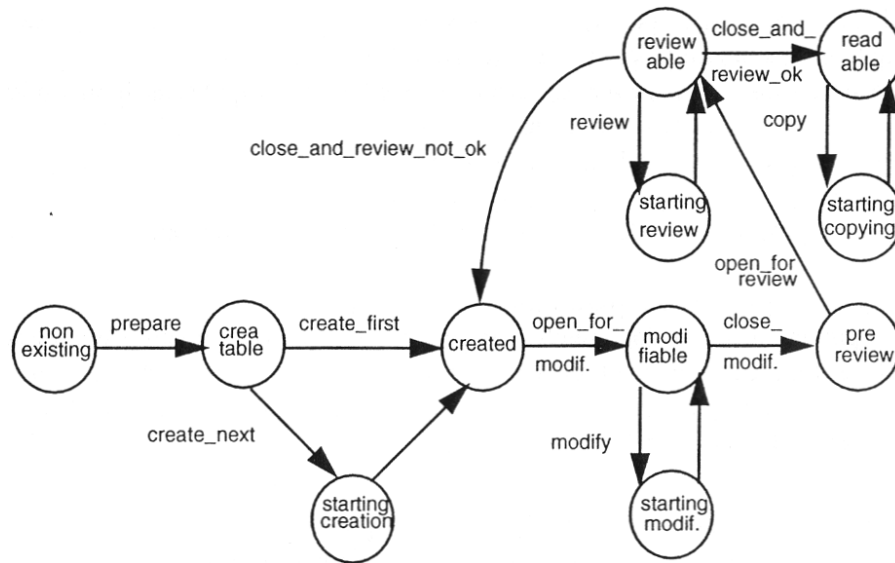 review
able
close_and_
review_ok
read
able
review
copy
close_and_review_not_ok
starting
review
starting
copying
open_for
review
non
existing
prepare
crea
table
create_first
created
open_for_
modif.
modi
fiable
close_
modif.
pre
review
create_next
modify
starting
creation
starting
modif.